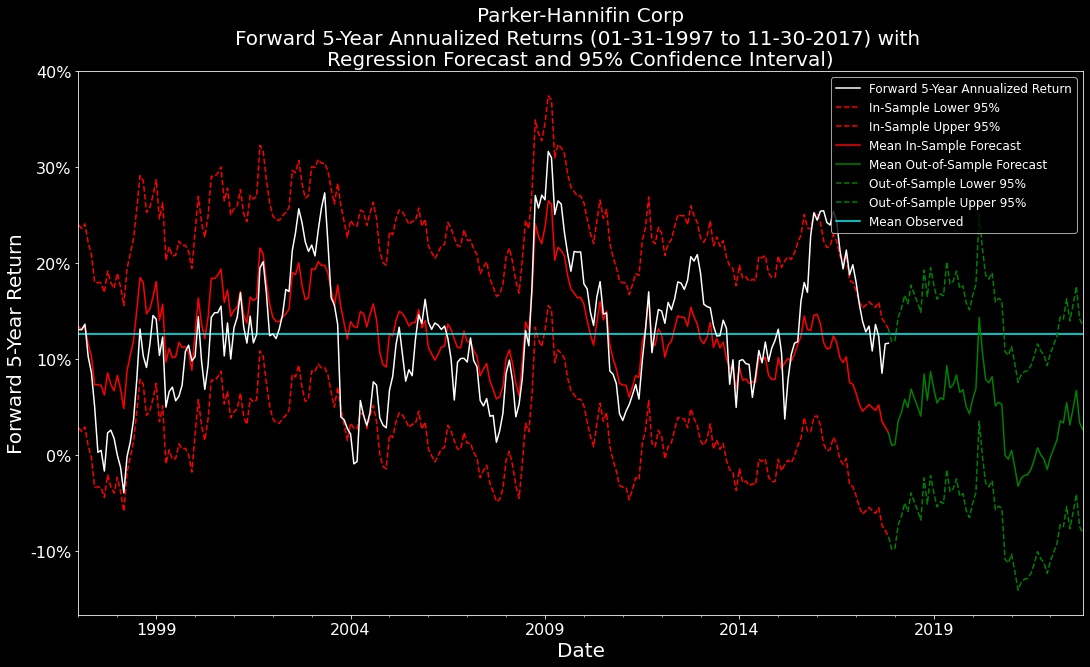 Parker-Hannifin Corp
Forward 5-Year Annualized Returns (01-31-1997 to 11-30-2017) with
Regression Forecast and 95% Confidence Interval)
40%
30%
20%
10%
0%
-10%
Forward 5-Year Return
Forward 5-Year Annualized Return
In-Sample Lower 95%
In-Sample Upper 95%
Mean In-Sample Forecast
Mean Out-of-Sample Forecast
Out-of-Sample Lower 95%
Out-of-Sample Upper 95%
Mean Observed
1999 2004 2009 2014 2019
Date